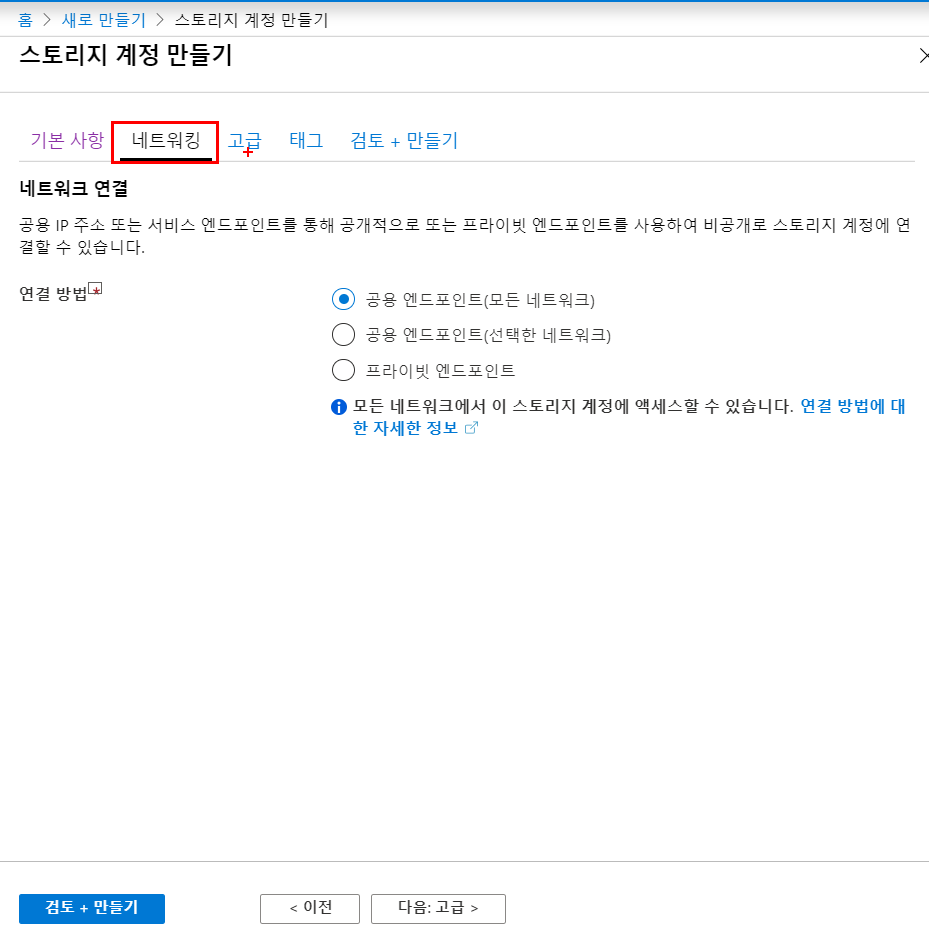 홈 > 새로 만들기 > 스토리지 계정 만들기
스토리지 계정 만들기
기본 사항 네트워킹 고급 태그 검토 + 만들기
네트워크 연결
공용 IP 주소 또는 서비스 엔드포인트를 통해 공개적으로 또는 프라이빗 엔드포인트를 사용하여 비공개로 스토리지 계정에 연
결할 수 있습니다.
연결 방법*
공용 엔드포인트(모든 네트워크)
공용 엔드포인트(선택한 네트워크)
프라이빗 엔드포인트
모든 네트워크에서 이 스토리지 계정에 액세스할 수 있습니다. 연결 방법에 대
한 자세한 정보
검토 + 만들기 < 이전 다음: 고급 >